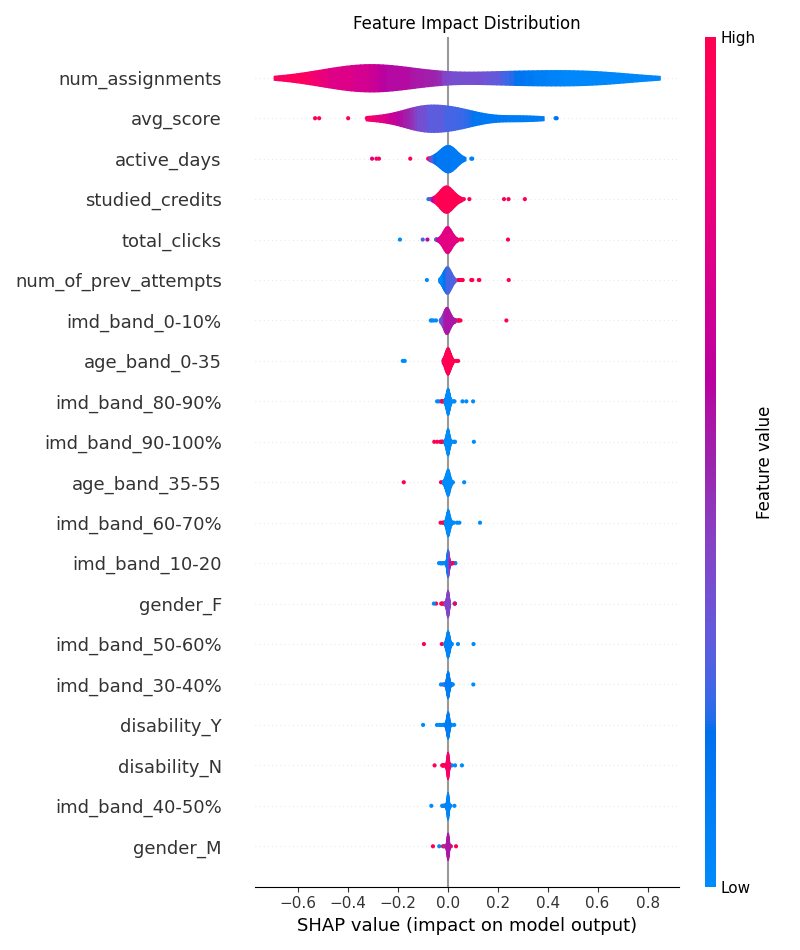 Feature Impact Distribution
High
num_assignments
avg_score
active_days
studied_credits
total_clicks
num_of_prev_attempts
imd_band_0-10%
age_band_0-35
imd_band_80-90%
imd_band_90-100%
age_band_35-55
imd_band_60-70%
imd_band_10-20
gender_F
imd_band_50-60%
imd_band_30-40%
disability_Y
disability_N
imd_band_40-50%
gender_M
Feature value
Low
−0.6 −0.4 −0.2 0.0 0.2 0.4 0.6 0.8
SHAP value (impact on model output)